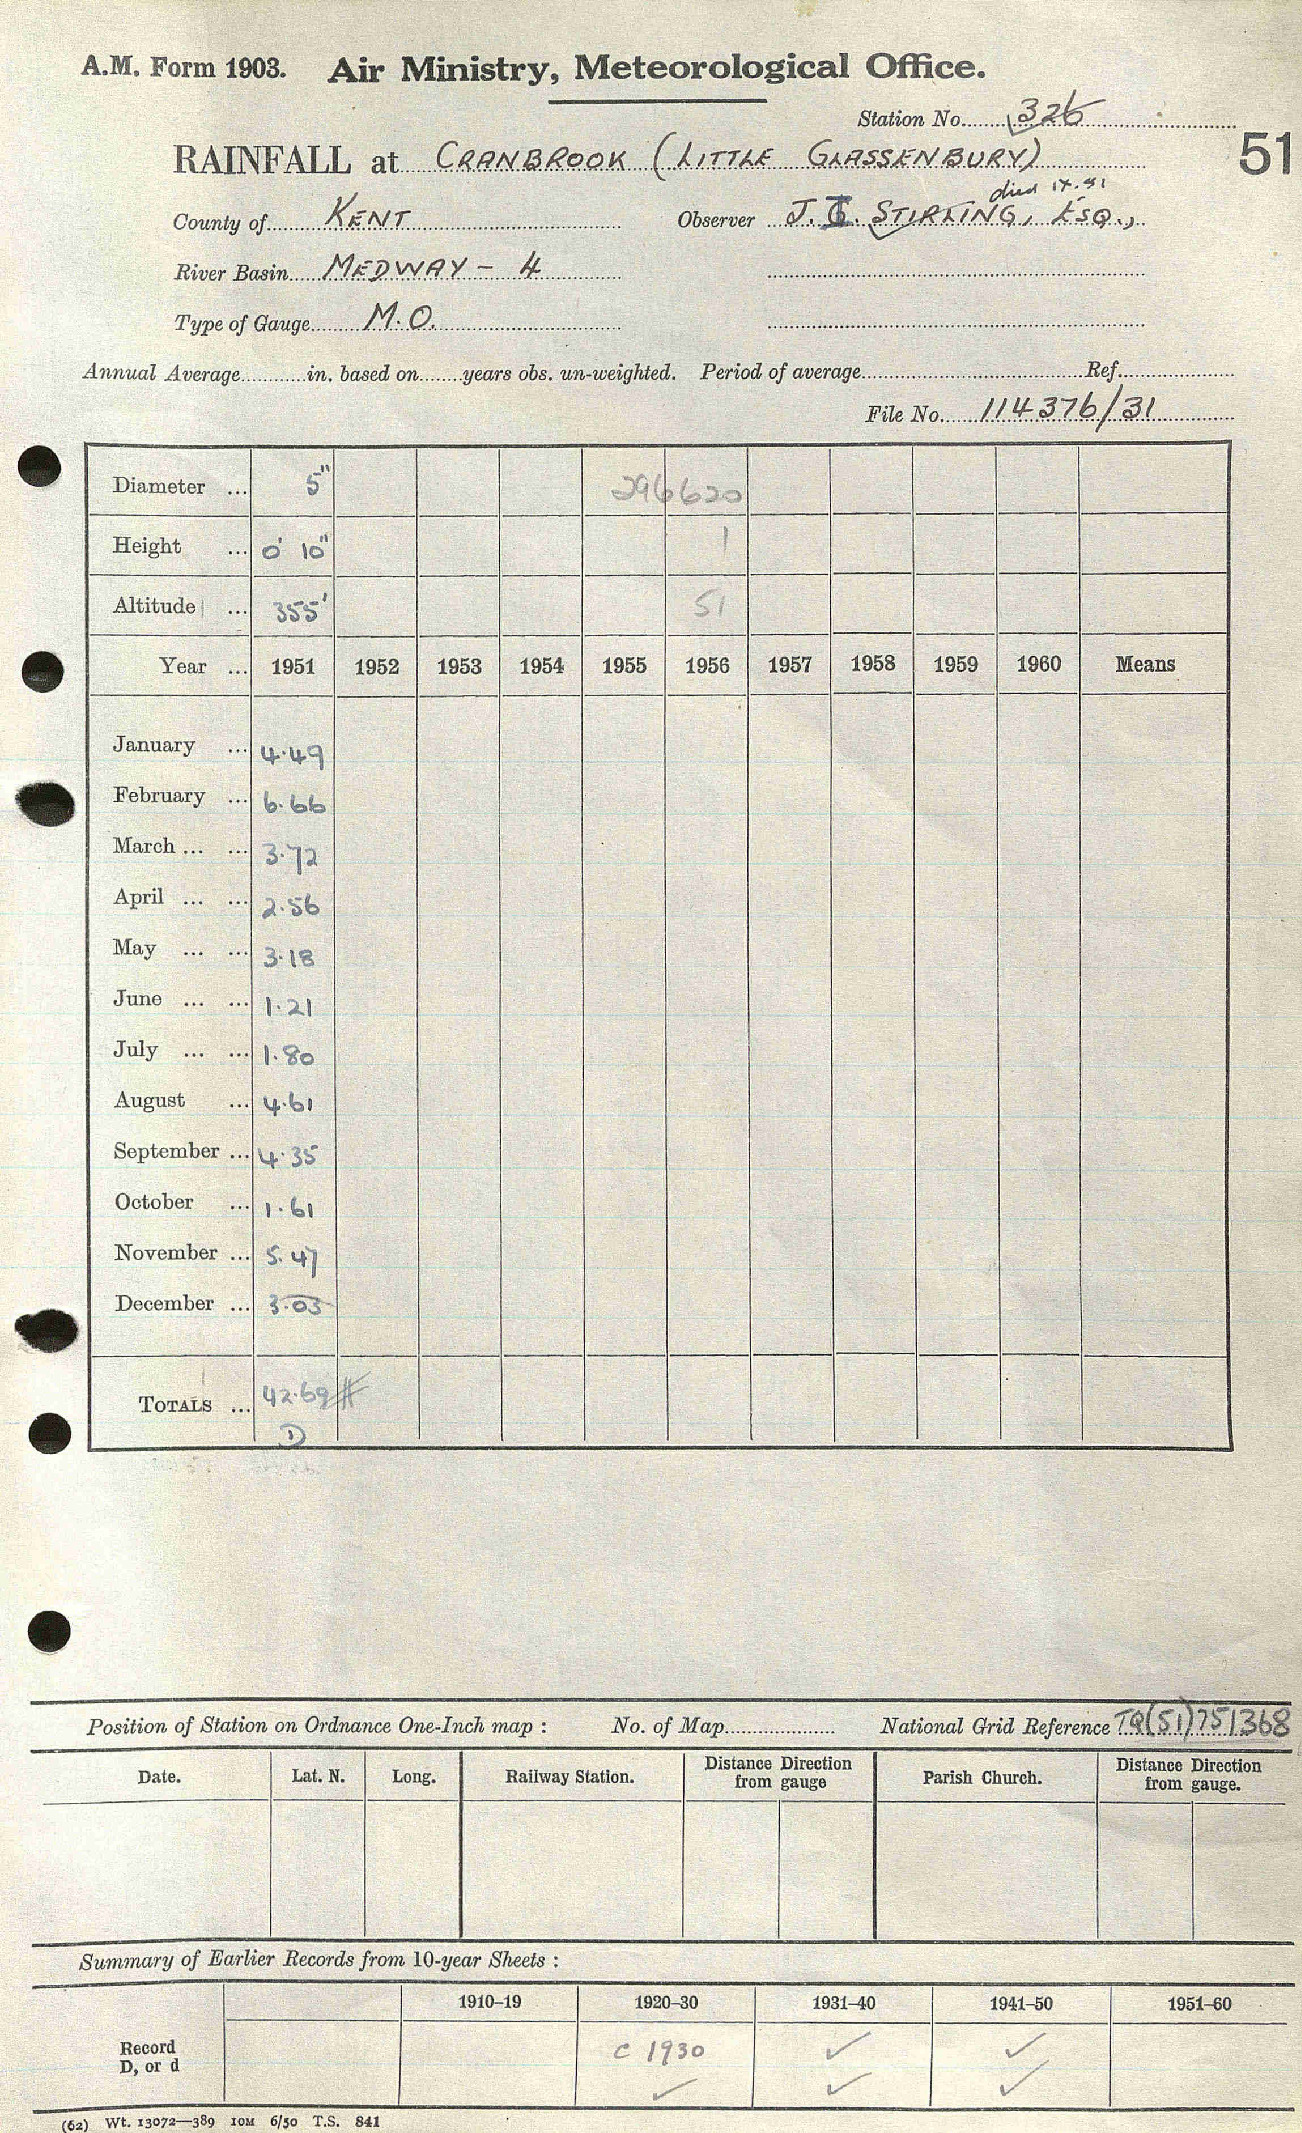 A.M. Form 1903. Air Ministry, Meteorological Office.
Station No. 326
RAINFALL at CRANBROOK (LITTLE GLASSENBURY)
51
died IX.51
County of KENT Observer J. G. STIRLING, ESQ.,
River Basin MEDWAY - 4
Type of Gauge M.O.
Annual Average in. based on years obs. un-weighted. Period of average Ref.
File No. 114376/31
Diameter ... 5" 296620
Height ... 0' 10" 1
Altitude ... 355' 51
Year ... 1951 1952 1953 1954 1955 1956 1957 1958 1959 1960 Means
January ... 4.49
February ... 6.66
March ... ... 3.72
April ... ... 2.56
May ... ... 3.18
June ... ... 1.21
July ... ... 1.80
August ... 4.61
September ... 4.35
October ... 1.61
November ... 5.47
December ... 3.03
TOTALS ... 42.69
D
Position of Station on Ordnance One-Inch map : No. of Map National Grid Reference TQ(51)751368
Date. Lat. N. Long. Railway Station. Distance Direction from gauge Parish Church. Distance Direction from gauge.
Summary of Earlier Records from 10-year Sheets :
1910–19 1920–30 1931–40 1941–50 1951–60
Record c 1930 ✓ ✓
D, or d ✓ ✓ ✓
(62) Wt. 13072—389 10M 6/50 T.S. 841